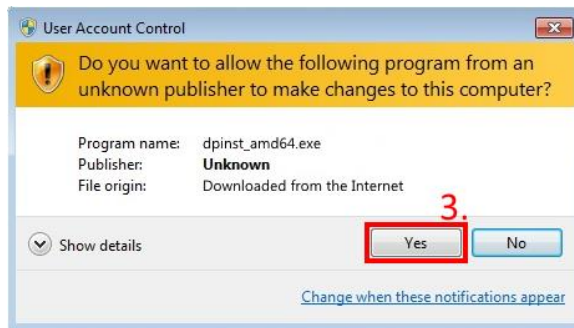 User Account Control
Do you want to allow the following program from an
unknown publisher to make changes to this computer?
Program name: dpinst_amd64.exe
Publisher: Unknown
File origin: Downloaded from the Internet
3.
Show details
Yes
No
Change when these notifications appear